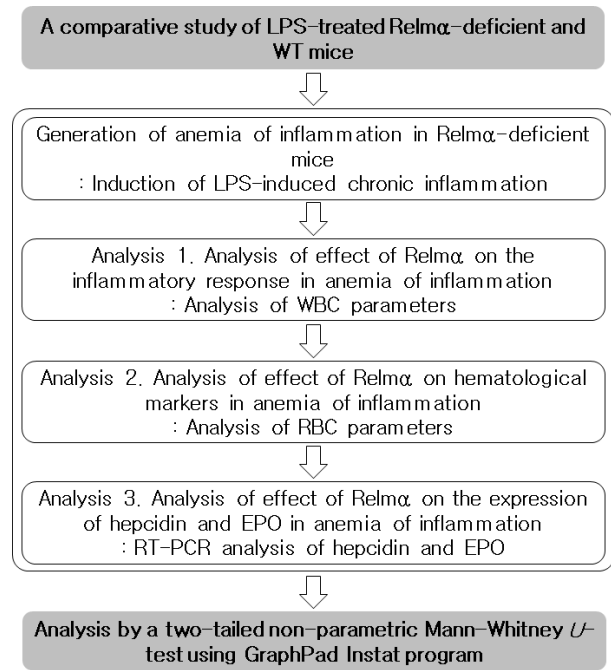 A comparative study of LPS-treated Relmα-deficient and
WT mice
Generation of anemia of inflammation in Relmα-deficient
mice
: Induction of LPS-induced chronic inflammation
Analysis 1. Analysis of effect of Relmα on the
inflammatory response in anemia of inflammation
: Analysis of WBC parameters
Analysis 2. Analysis of effect of Relmα on hematological
markers in anemia of inflammation
: Analysis of RBC parameters
Analysis 3. Analysis of effect of Relmα on the expression
of hepcidin and EPO in anemia of inflammation
: RT-PCR analysis of hepcidin and EPO
Analysis by a two-tailed non-parametric Mann-Whitney U-
test using GraphPad Instat program